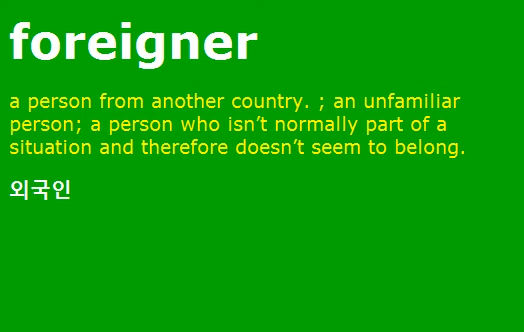 foreigner
a person from another country. ; an unfamiliar
person; a person who isn’t normally part of a
situation and therefore doesn’t seem to belong.
외국인